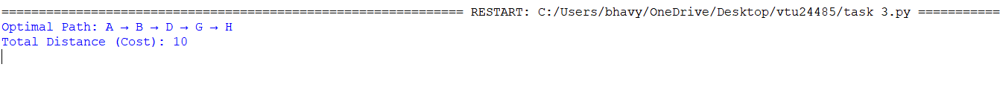 ============================================================== RESTART: C:/Users/bhavy/OneDrive/Desktop/vtu24485/task 3.py ===========
Optimal Path: A → B → D → G → H
Total Distance (Cost): 10